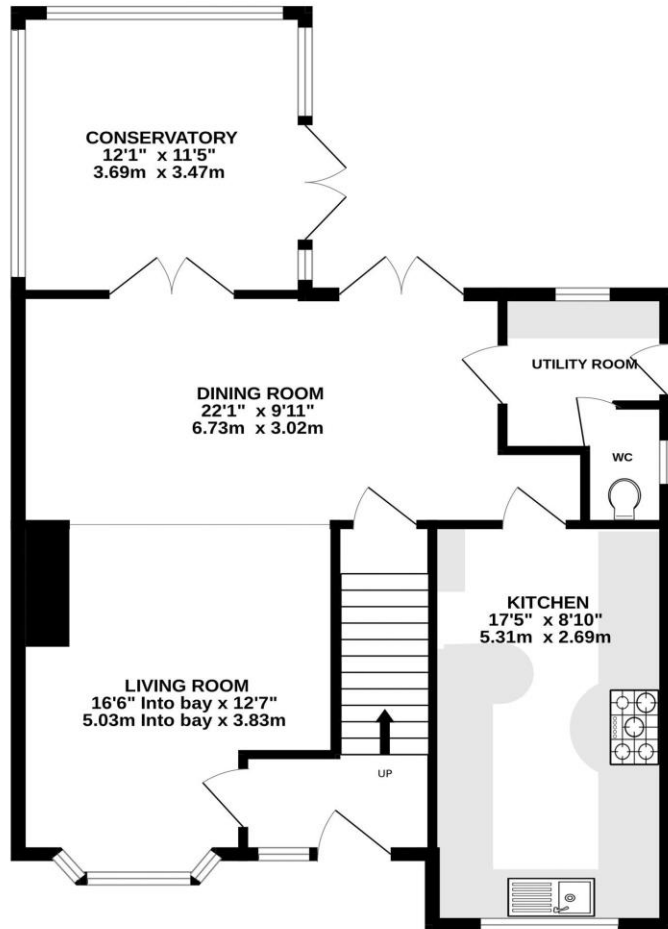 CONSERVATORY
12'1" x 11'5"
3.69m x 3.47m
DINING ROOM
22'1" x 9'11"
6.73m x 3.02m
UTILITY ROOM
WC
KITCHEN
17'5" x 8'10"
5.31m x 2.69m
LIVING ROOM
16'6" Into bay x 12'7"
5.03m Into bay x 3.83m
UP